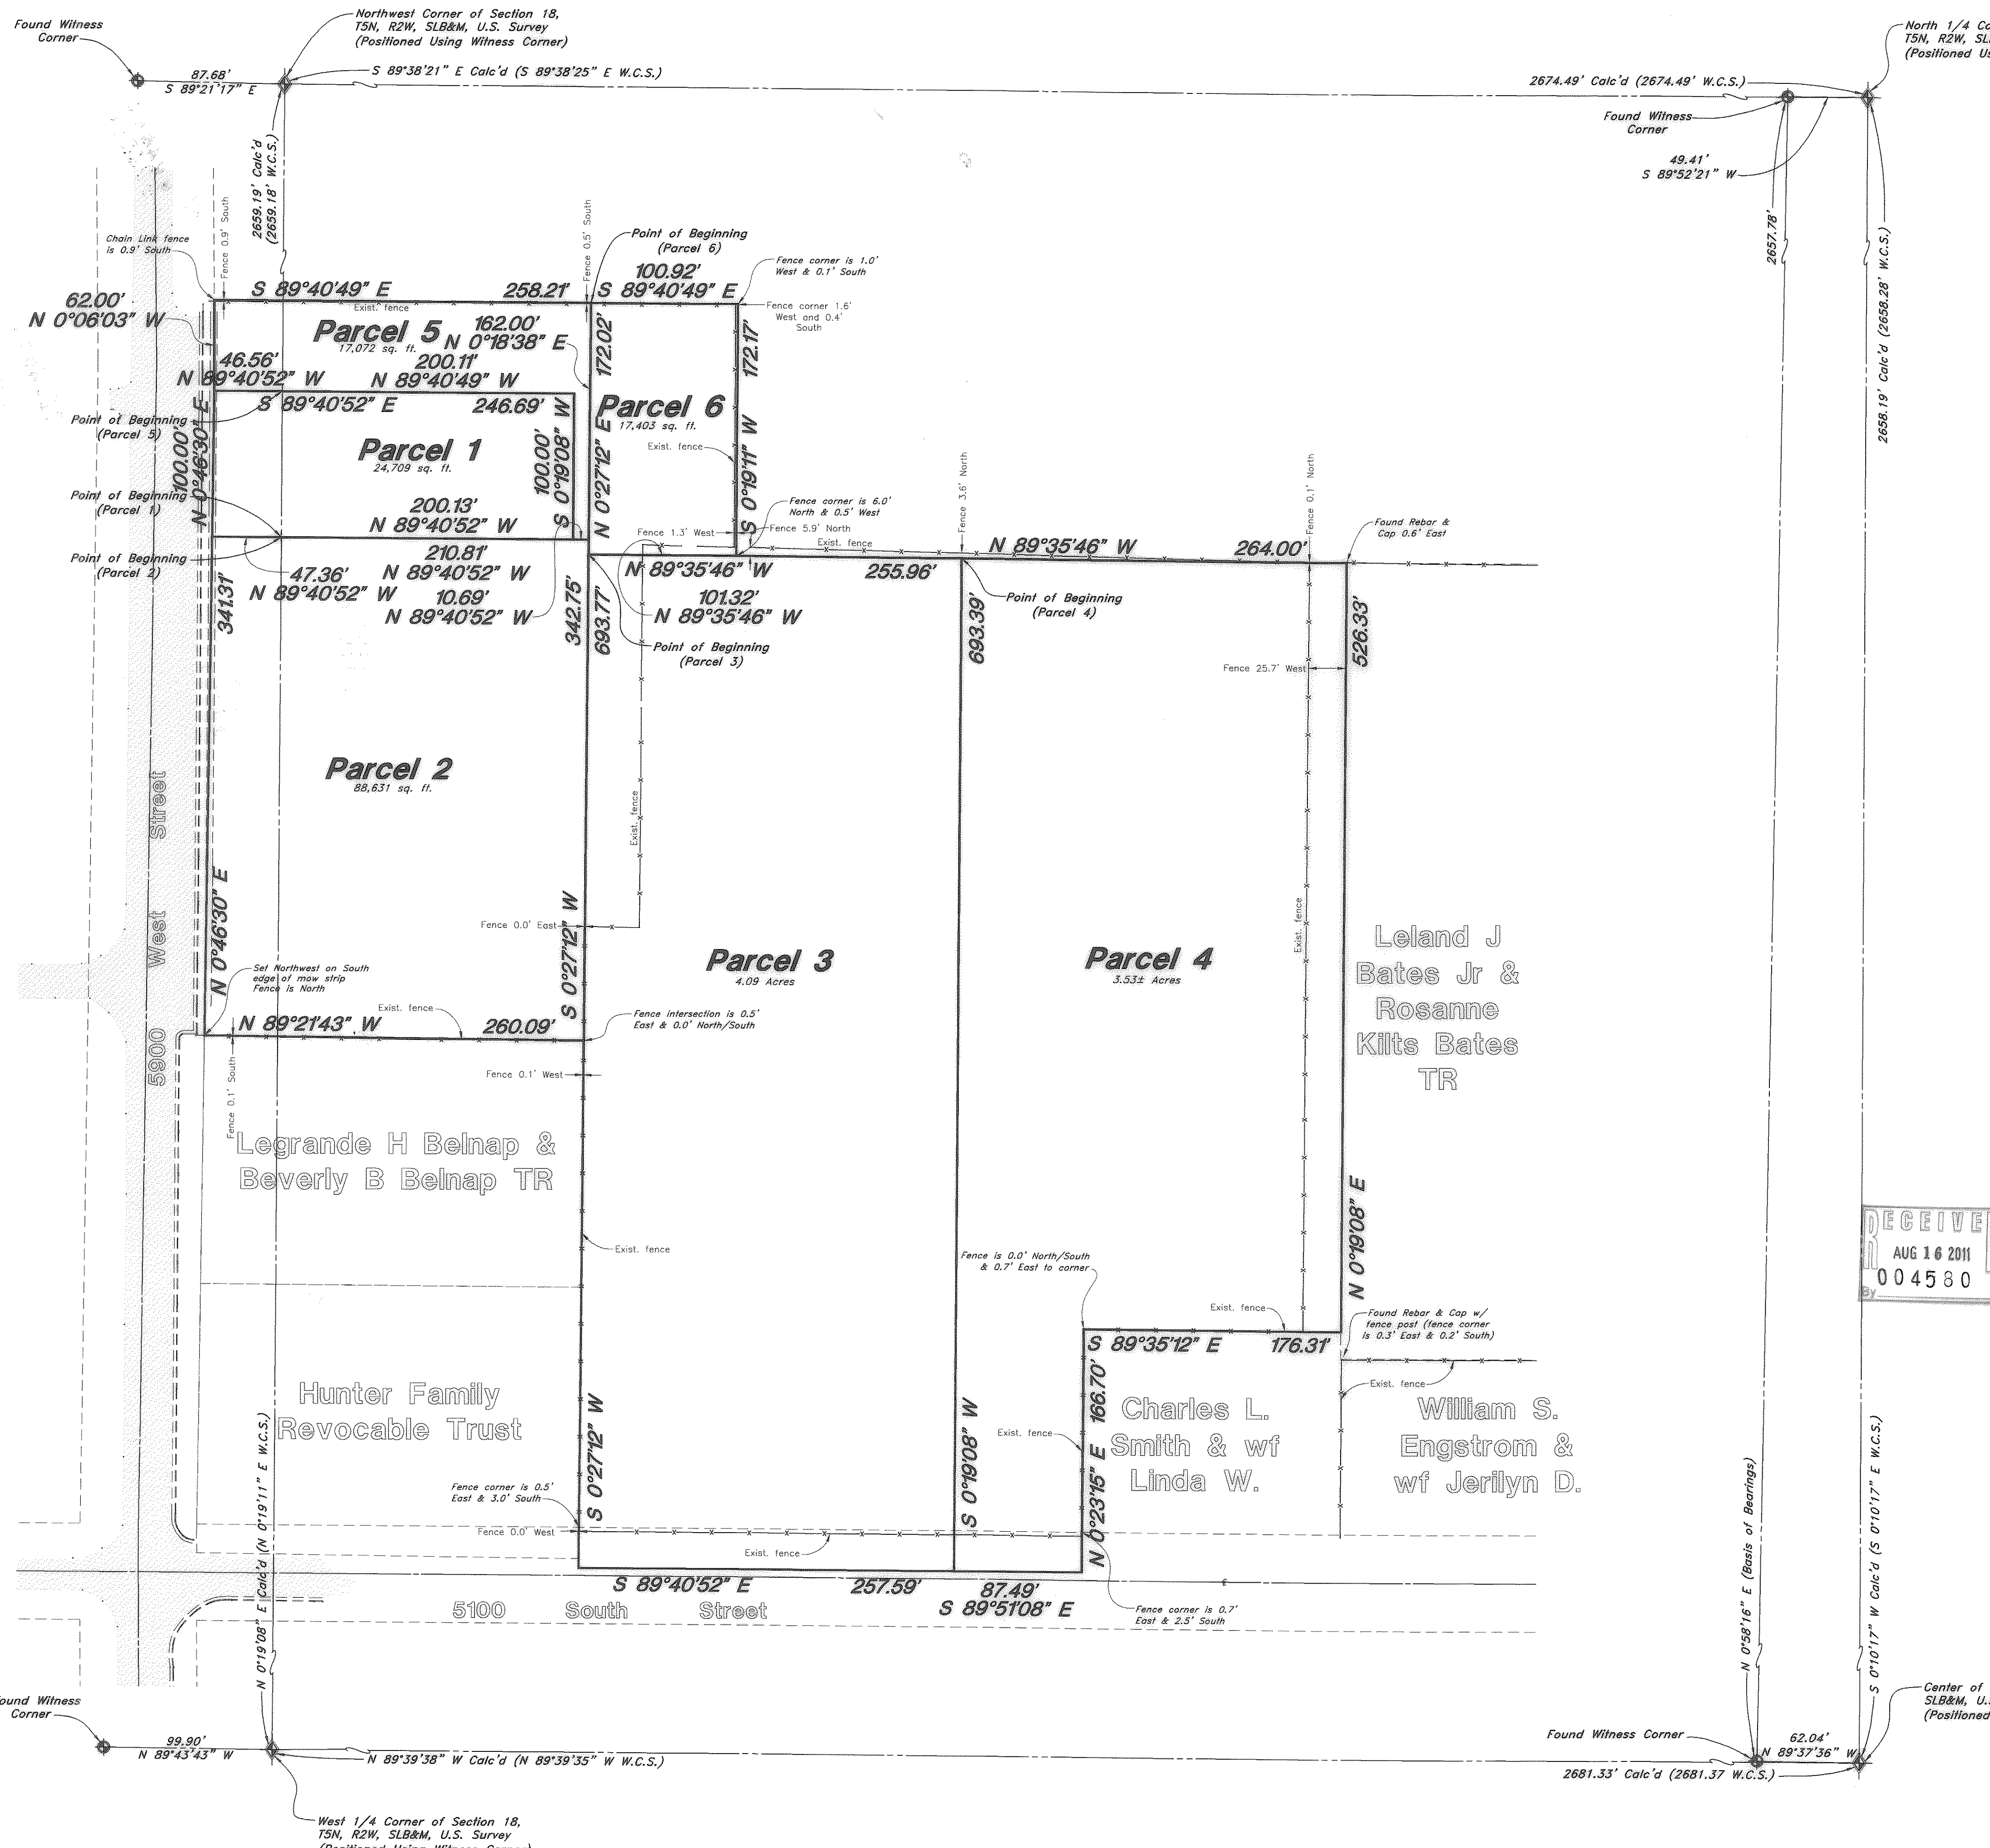 Found Witness
Corner
Northwest Corner of Section 18,
T5N, R2W, SLB&M, U.S. Survey
(Positioned Using Witness Corner)
87.68'
S 89°21'17" E
S 89°38'21" E Calc'd (S 89°38'25" E W.C.S.)
2674.49' Calc'd (2674.49' W.C.S.)
North 1/4
T5N, R2W,
(Positioned
Found Witness
Corner
49.41'
S 89°52'21" W
2659.19' Calc'd
(2659.18' W.C.S.)
2657.78'
2658.19' Calc'd (2658.28' W.C.S.)
Chain Link fence
is 0.9' South
Fence 0.9' South
Fence 0.5' South
Point of Beginning
(Parcel 6)
Fence corner is 1.0'
West & 0.1' South
62.00'
N 0°06'03" W
S 89°40'49" E
258.21'
Exist. fence
100.92'
S 89°40'49" E
Fence corner 1.6'
West and 0.4'
South
Parcel 5
17,072 sq. ft.
162.00'
N 0°18'38" E
172.02'
172.17'
46.56'
N 89°40'52" W
200.11'
N 89°40'49" W
S 89°40'52" E
246.69'
Point of Beginning
(Parcel 5)
Parcel 6
17,403 sq. ft.
Exist. fence
100.00'
N 0°46'30" E
Parcel 1
24,709 sq. ft.
100.00'
S 0°19'08" W
N 0°27'12" E
S 0°19'11" W
Point of Beginning
(Parcel 1)
200.13'
N 89°40'52" W
Fence corner is 6.0'
North & 0.5' West
Fence 1.3' West
Fence 5.9' North
Exist. fence
Fence 3.6' North
N 89°35'46" W
264.00'
Fence 0.1' North
Found Rebar &
Cap 0.6' East
Point of Beginning
(Parcel 2)
210.81'
N 89°40'52" W
47.36'
N 89°40'52" W
10.69'
N 89°40'52" W
N 89°35'46" W
255.96'
101.32'
N 89°35'46" W
Point of Beginning
(Parcel 3)
Point of Beginning
(Parcel 4)
341.31'
342.75'
693.77'
693.39'
526.33'
Fence 25.7' West
Parcel 2
88,631 sq. ft.
Exist. fence
5900 West Street
N 0°46'30" E
Fence 0.0' East
S 0°27'12" W
Parcel 3
4.09 Acres
Parcel 4
3.53± Acres
Exist. fence
Leland J
Bates Jr &
Rosanne
Kilts Bates
TR
Set Northwest on South
edge of mow strip
Fence is North
Exist. fence
N 89°21'43" W
260.09'
Fence intersection is 0.5'
East & 0.0' North/South
Fence 0.1' South
Fence 0.1' West
Legrande H Belnap &
Beverly B Belnap TR
Exist. fence
N 0°19'08" E
Fence is 0.0' North/South
& 0.7' East to corner
Exist. fence
Found Rebar & Cap w/
fence post (fence corner
is 0.3' East & 0.2' South)
S 89°35'12" E
176.31'
Exist. fence
RECEIVE
AUG 16 2011
004580
By
Hunter Family
Revocable Trust
S 0°27'12" W
S 0°19'08" W
166.70'
N 0°23'15" E
Exist. fence
Charles L.
Smith & wf
Linda W.
William S.
Engstrom &
wf Jerilyn D.
Fence corner is 0.5'
East & 3.0' South
Fence 0.0' West
Exist. fence
S 89°40'52" E
257.59'
87.49'
S 89°51'08" E
Fence corner is 0.7'
East & 2.5' South
5100 South Street
N 0°19'08" E Calc'd (N 0°19'11" E W.C.S.)
N 0°58'16" E (Basis of Bearings)
S 0°10'17" W Calc'd (S 0°10'17" E W.C.S.)
Witness
Corner
99.90'
N 89°43'43" W
N 89°39'38" W Calc'd (N 89°39'35" W W.C.S.)
Found Witness Corner
62.04'
N 89°37'36" W
2681.33' Calc'd (2681.37 W.C.S.)
Center of
SLB&M,
(Positioned
West 1/4 Corner of Section 18,
T5N, R2W, SLB&M, U.S. Survey
(Positioned Using Witness Corner)